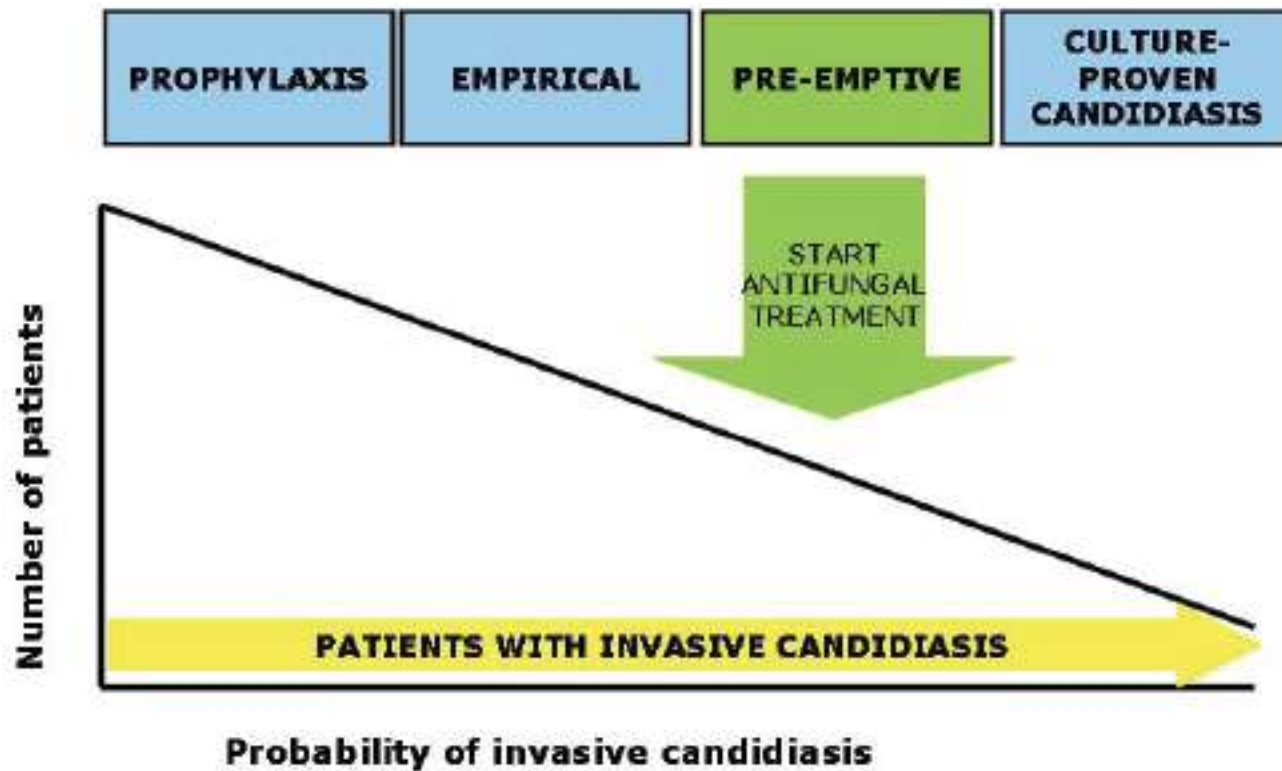 PROPHYLAXIS
EMPIRICAL
PRE-EMPTIVE
CULTURE-
PROVEN
CANDIDIASIS
START
ANTIFUNGAL
TREATMENT
Number of patients
PATIENTS WITH INVASIVE CANDIDIASIS
Probability of invasive candidiasis